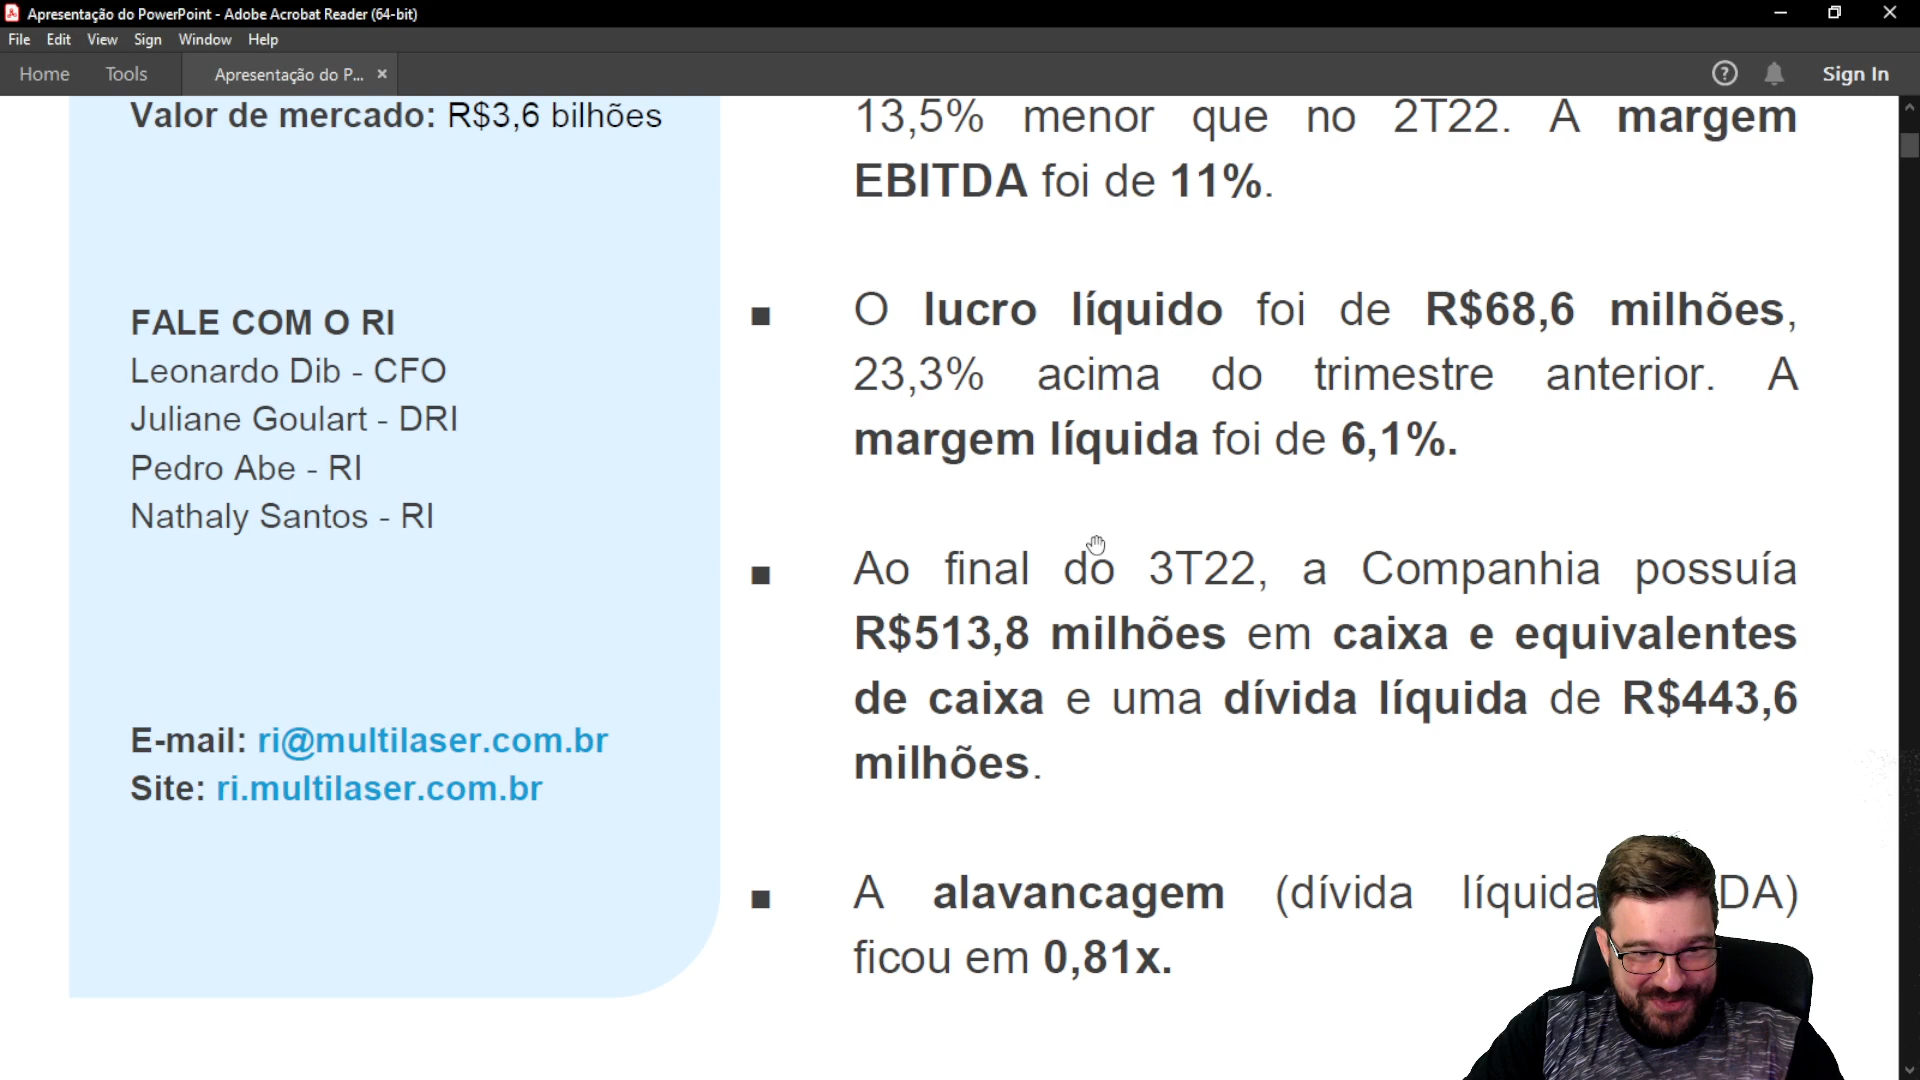 Apresentação do PowerPoint - Adobe Acrobat Reader (64-bit)
File Edit View Sign Window Help
Home Tools Apresentação do P... Sign In
Valor de mercado: R$3,6 bilhões
FALE COM O RI
Leonardo Dib - CFO
Juliane Goulart - DRI
Pedro Abe - RI
Nathaly Santos - RI
E-mail: ri@multilaser.com.br
Site: ri.multilaser.com.br
13,5% menor que no 2T22. A margem
EBITDA foi de 11%.
■ O lucro líquido foi de R$68,6 milhões,
23,3% acima do trimestre anterior. A
margem líquida foi de 6,1%.
■ Ao final do 3T22, a Companhia possuía
R$513,8 milhões em caixa e equivalentes
de caixa e uma dívida líquida de R$443,6
milhões.
■ A alavancagem (dívida líquida DA)
ficou em 0,81x.